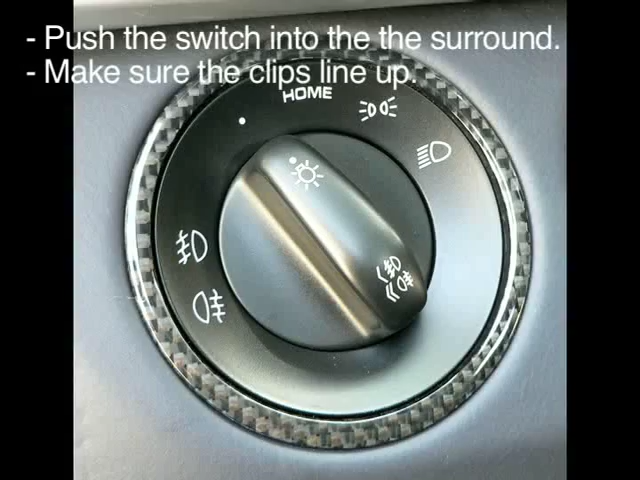 - Push the switch into the the surround.
- Make sure the clips line up.
HOME